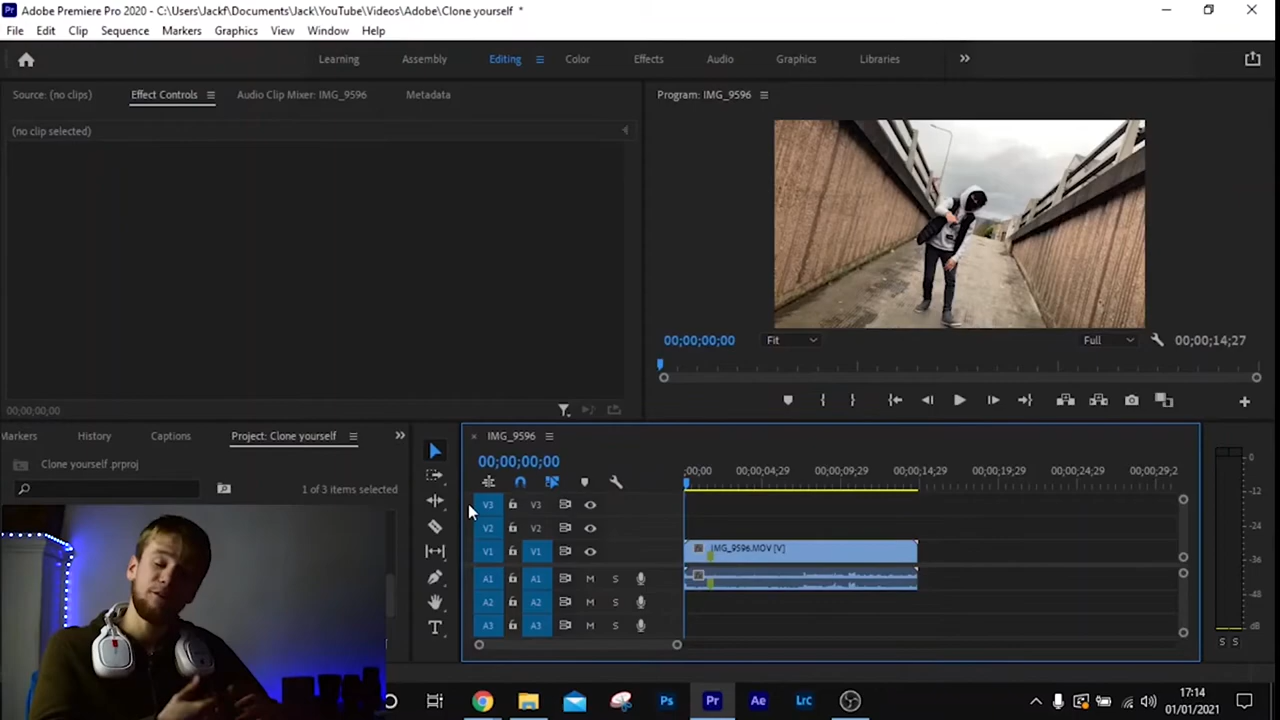 Pr Adobe Premiere Pro 2020 - C:\Users\Jackf\Documents\Jack\YouTube\Videos\Adobe\Clone yourself *
File Edit Clip Sequence Markers Graphics View Window Help
Learning Assembly Editing Color Effects Audio Graphics Libraries
Source: (no clips) Effect Controls Audio Clip Mixer: IMG_9596 Metadata
Program: IMG_9596
(no clip selected)
00;00;00;00 Fit Full 00;00;14;27
00;00;00;00
Markers History Captions Project: Clone yourself
Clone yourself .prproj
1 of 3 items selected
IMG_9596
00;00;00;00
;00;00 00;00;04;29 00;00;09;29 00;00;14;29 00;00;19;29 00;00;24;29 00;00;29;2
V3 V3
V2 V2
V1 V1 IMG_9596.MOV [V]
A1 A1 M S
A2 A2 M S
A3 A3 M S
0
-12
-24
-36
-48
dB
S S
Ps Pr Ae Lrc
17:14
01/01/2021